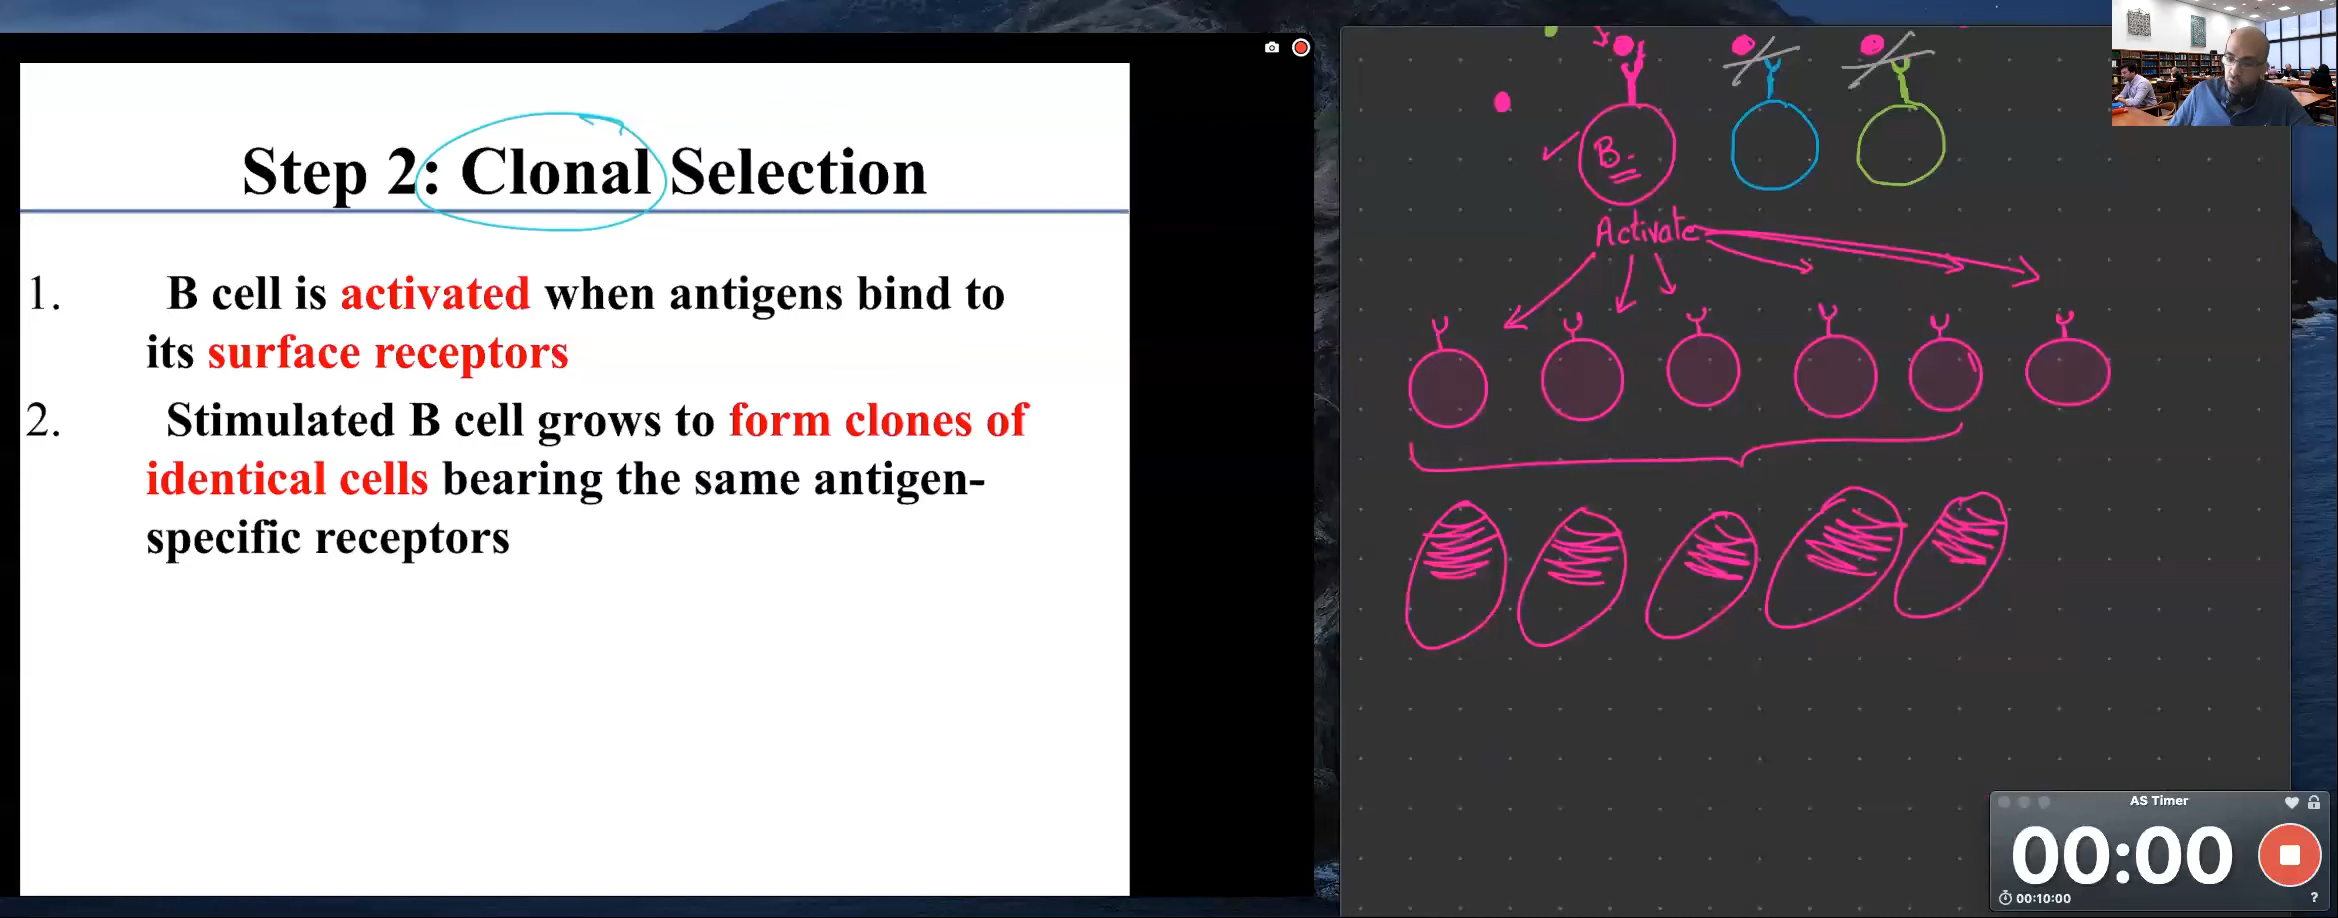 Step 2: Clonal Selection
1. B cell is activated when antigens bind to
its surface receptors
2. Stimulated B cell grows to form clones of
identical cells bearing the same antigen-
specific receptors
B.
Activate
AS Timer
00:00
00:10:00
?